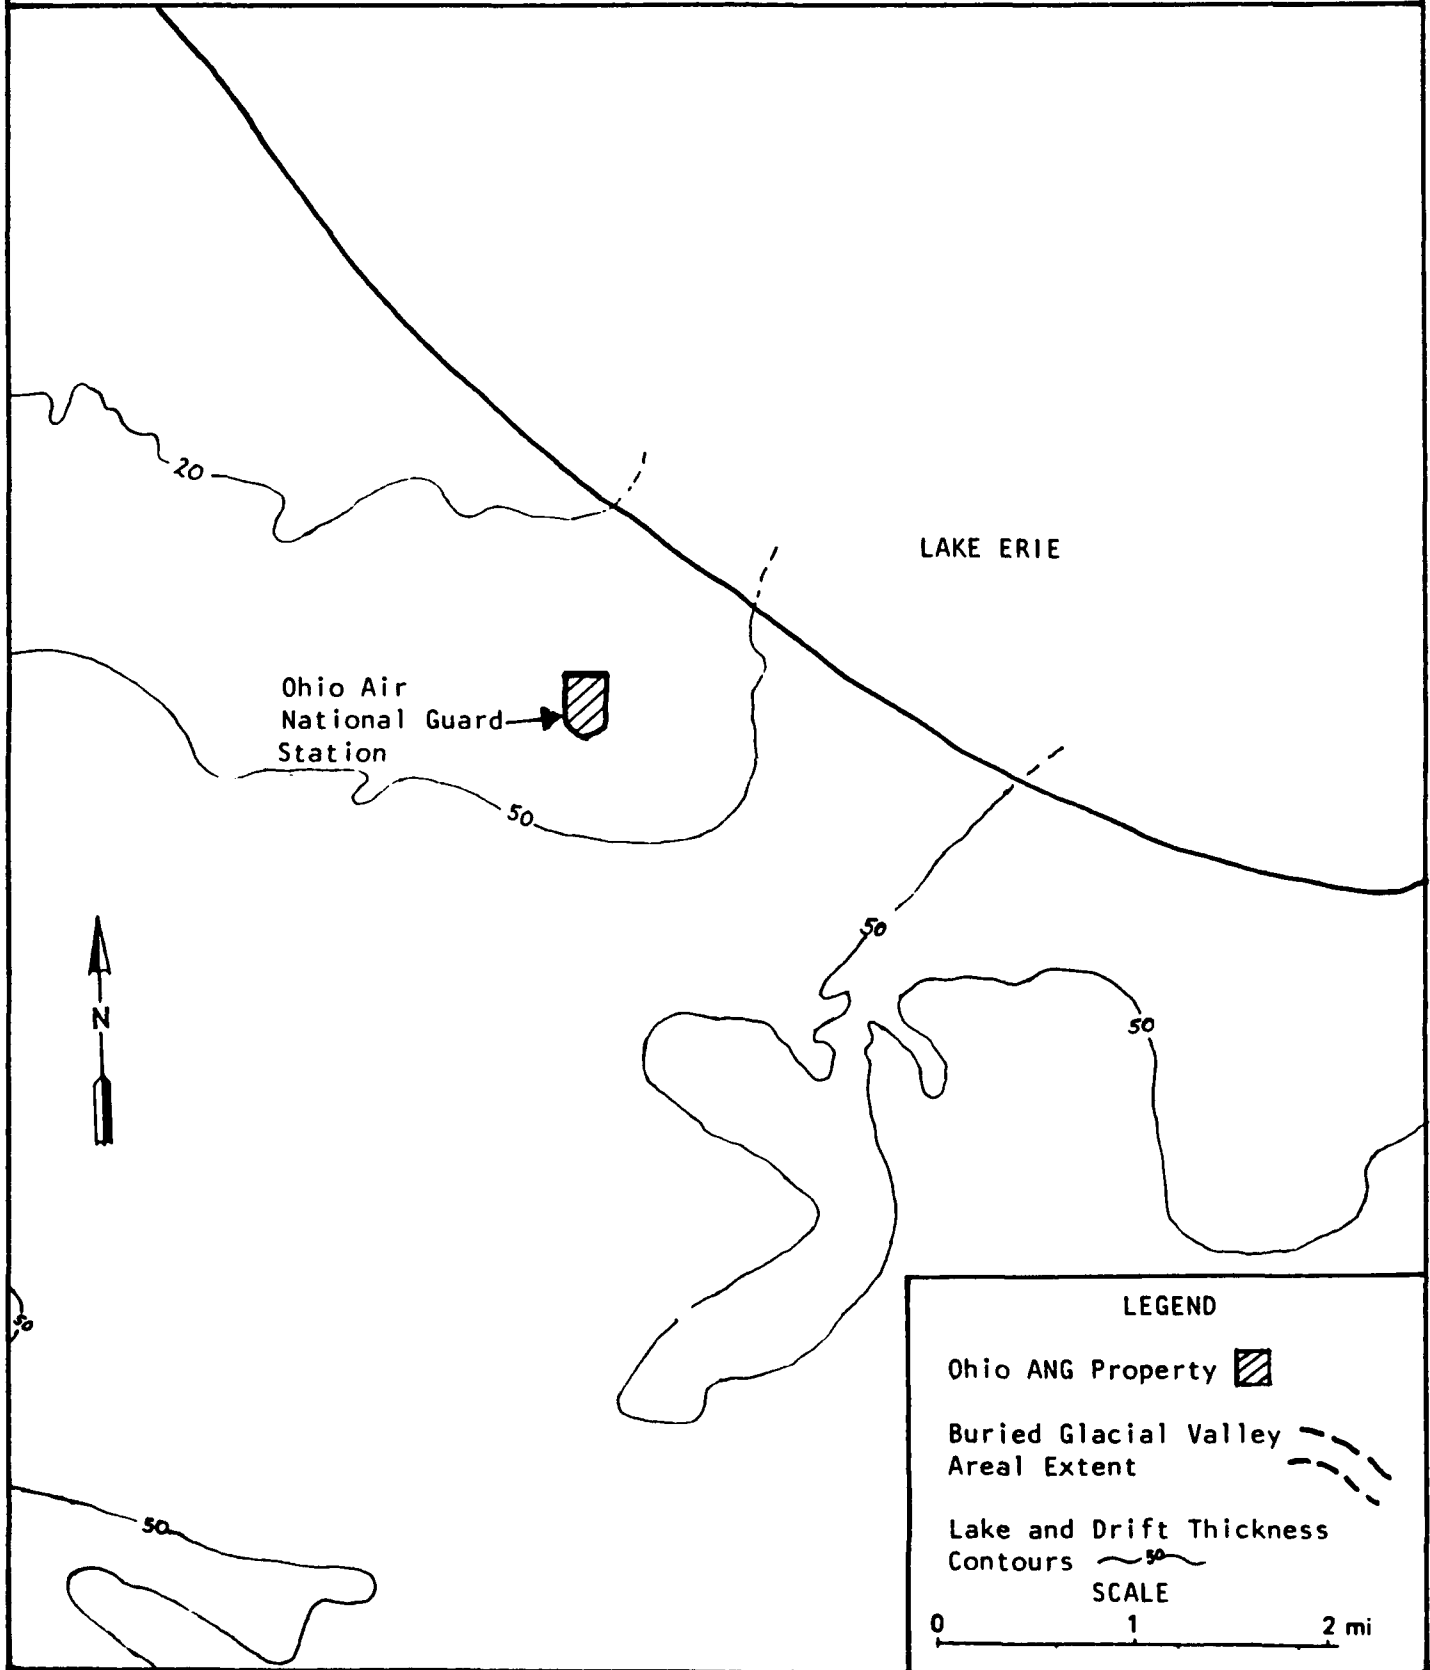 20
LAKE ERIE
Ohio Air
National Guard
Station
50
50
N
50
50
50
LEGEND
Ohio ANG Property
Buried Glacial Valley
Areal Extent
Lake and Drift Thickness
Contours 50
SCALE
0 1 2 mi